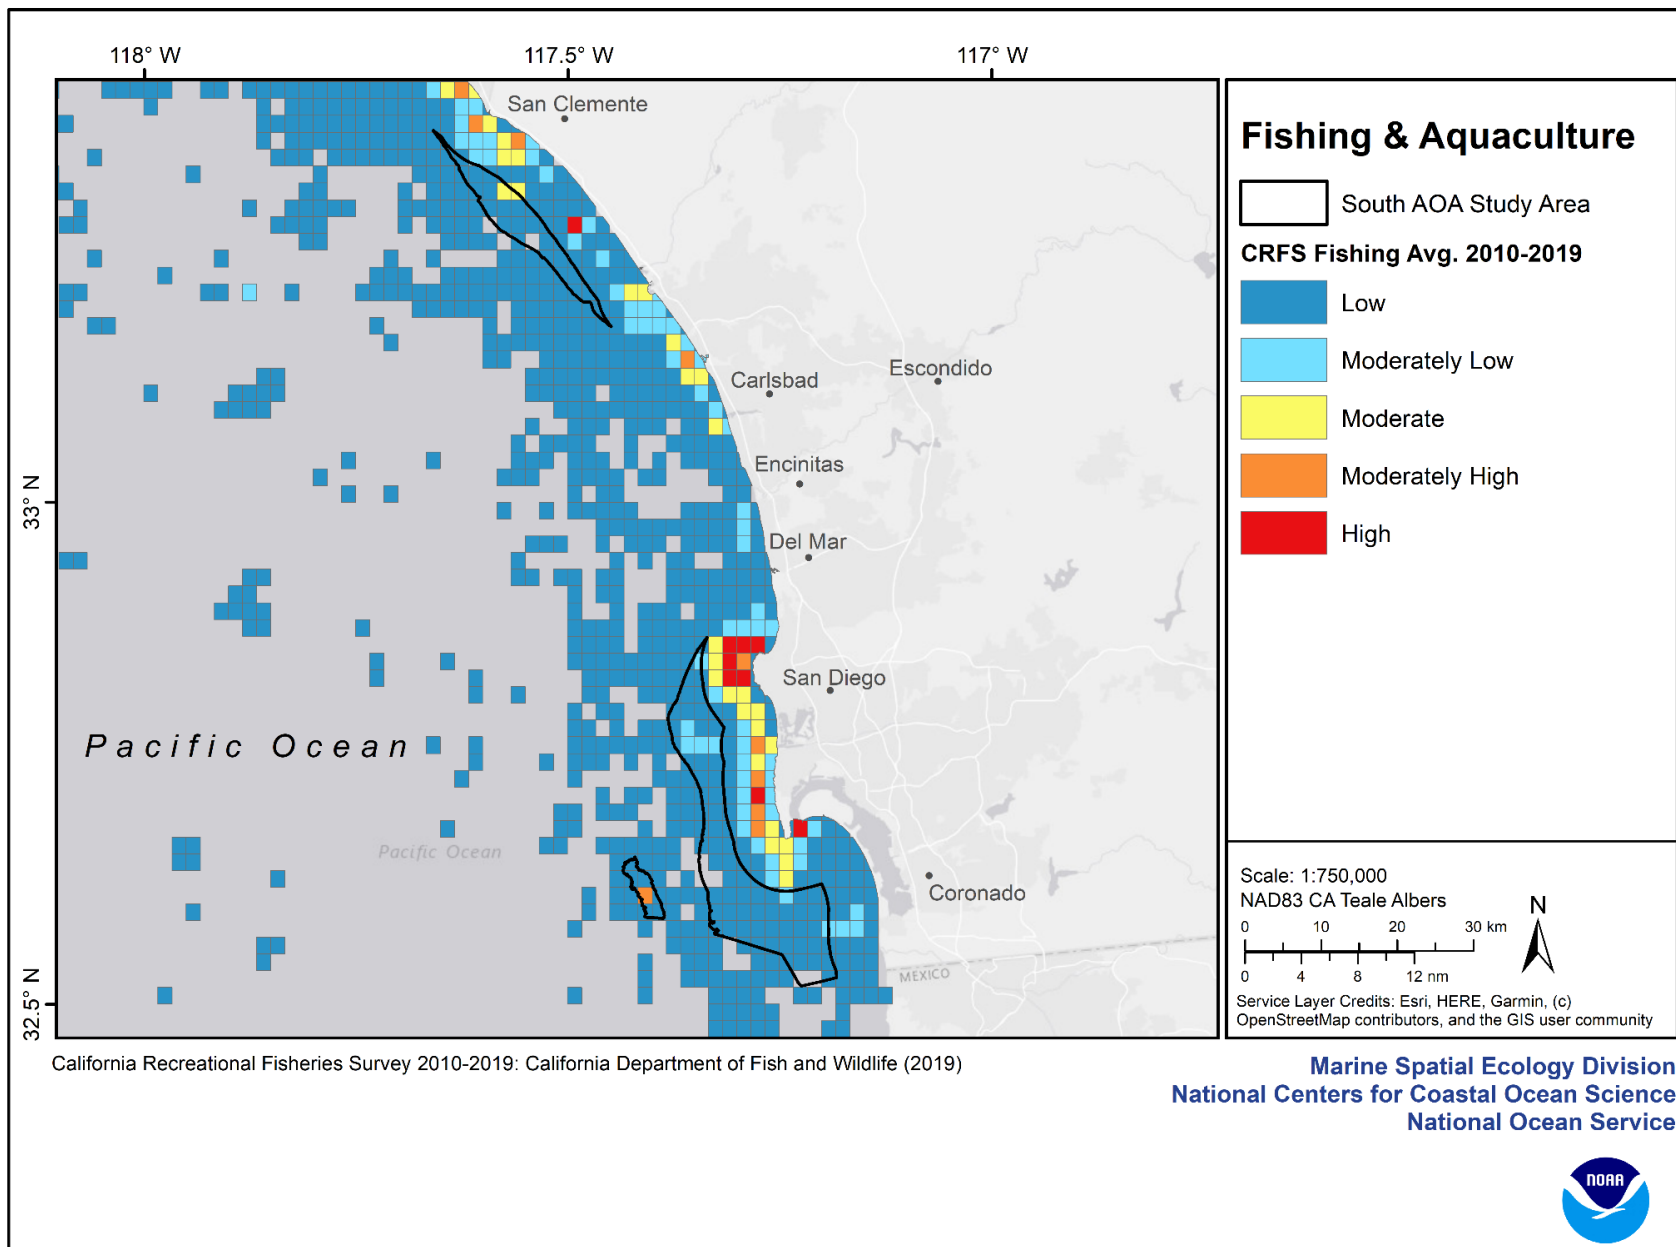 118° W
117.5° W
117° W
San Clemente
Carlsbad
Escondido
Encinitas
33° N
Del Mar
San Diego
Pacific Ocean
Pacific Ocean
Coronado
MEXICO
32.5° N
Fishing & Aquaculture
South AOA Study Area
CRFS Fishing Avg. 2010-2019
Low
Moderately Low
Moderate
Moderately High
High
Scale: 1:750,000
NAD83 CA Teale Albers
0 10 20 30 km
0 4 8 12 nm
N
Service Layer Credits: Esri, HERE, Garmin, (c)
OpenStreetMap contributors, and the GIS user community
California Recreational Fisheries Survey 2010-2019: California Department of Fish and Wildlife (2019)
Marine Spatial Ecology Division
National Centers for Coastal Ocean Science
National Ocean Service
NOAA